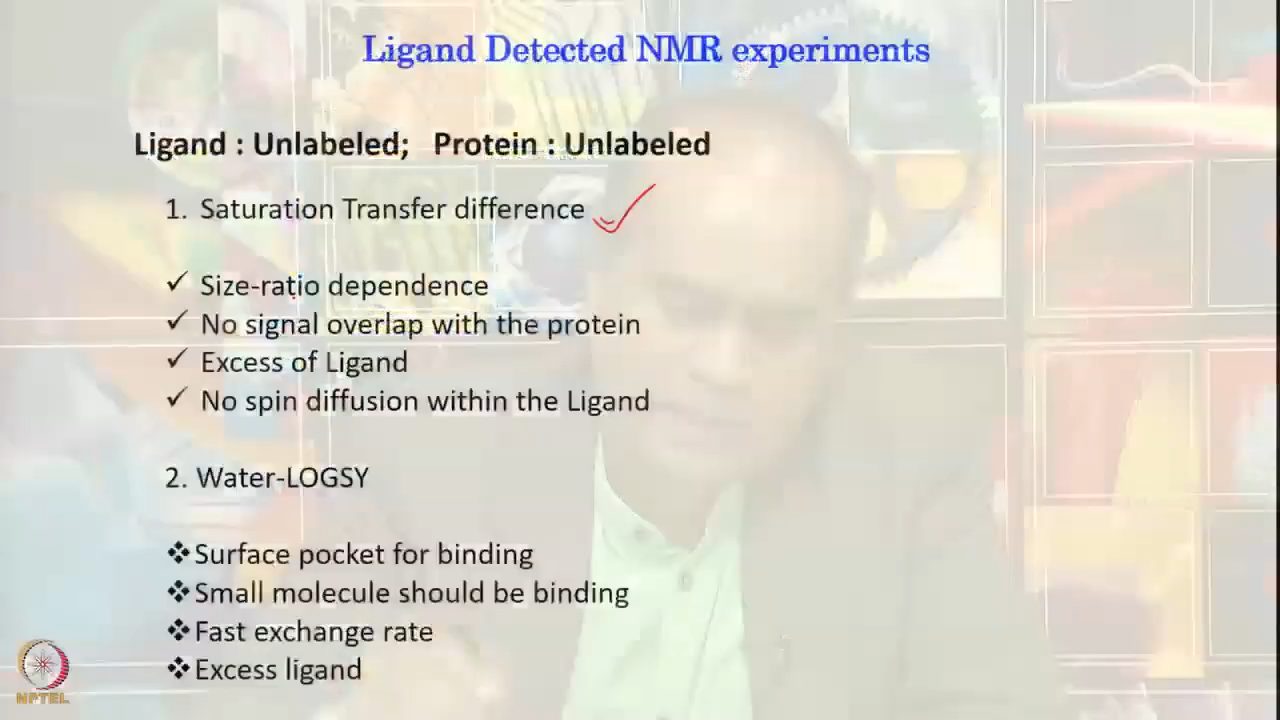 Ligand Detected NMR experiments
Ligand : Unlabeled; Protein : Unlabeled
1. Saturation Transfer difference
✓ Size-ratio dependence
✓ No signal overlap with the protein
✓ Excess of Ligand
✓ No spin diffusion within the Ligand
2. Water-LOGSY
❖Surface pocket for binding
❖Small molecule should be binding
❖Fast exchange rate
❖Excess ligand
NPTEL